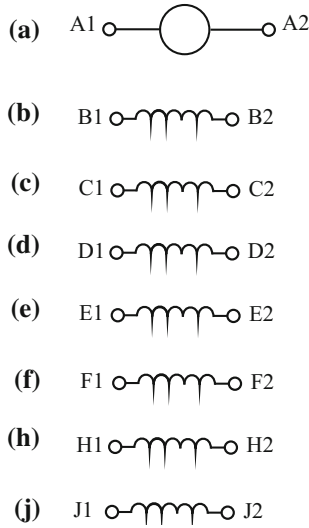 (a) A1 A2
(b) B1 B2
(c) C1 C2
(d) D1 D2
(e) E1 E2
(f) F1 F2
(h) H1 H2
(j) J1 J2